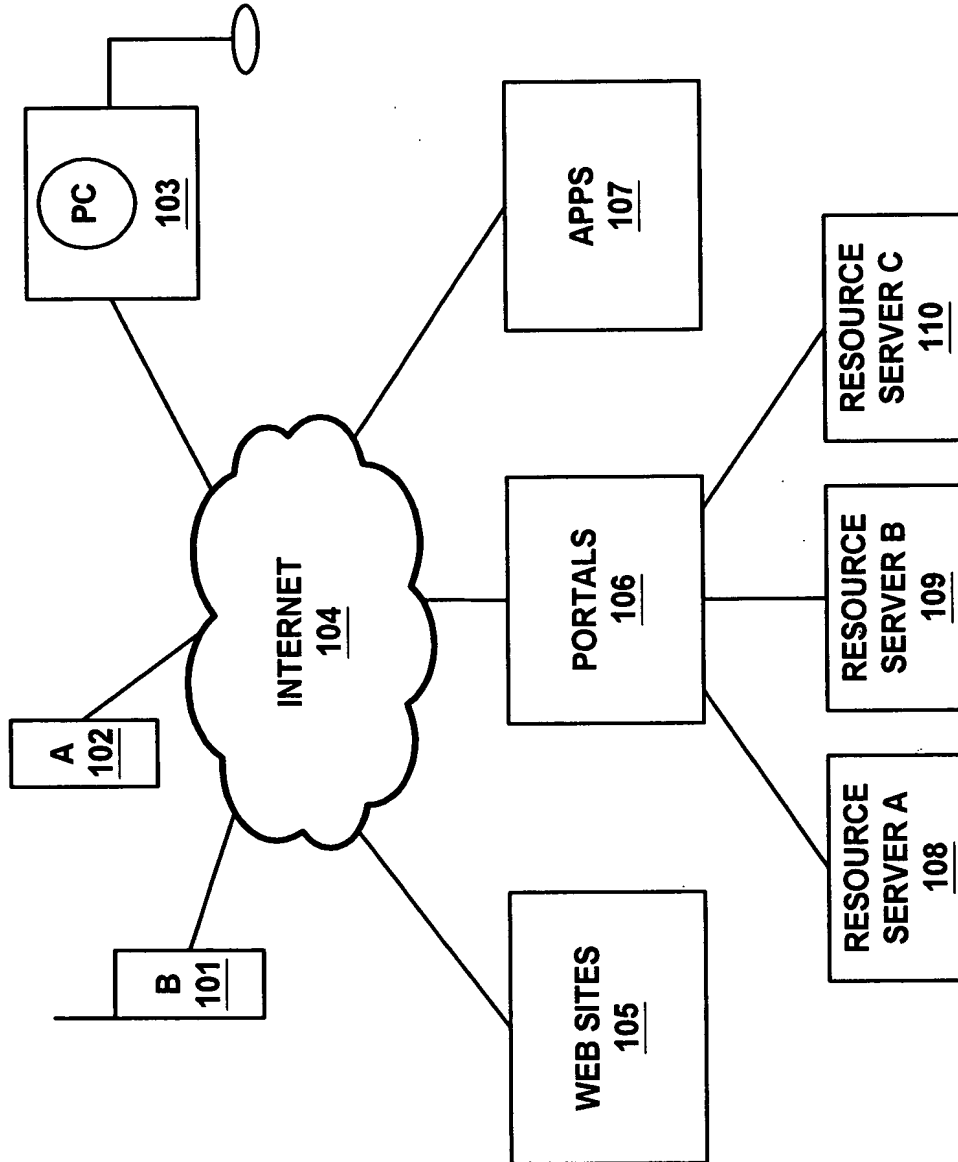 B
101
A
102
PC
103
INTERNET
104
WEB SITES
105
PORTALS
106
APPS
107
RESOURCE
SERVER A
108
RESOURCE
SERVER B
109
RESOURCE
SERVER C
110